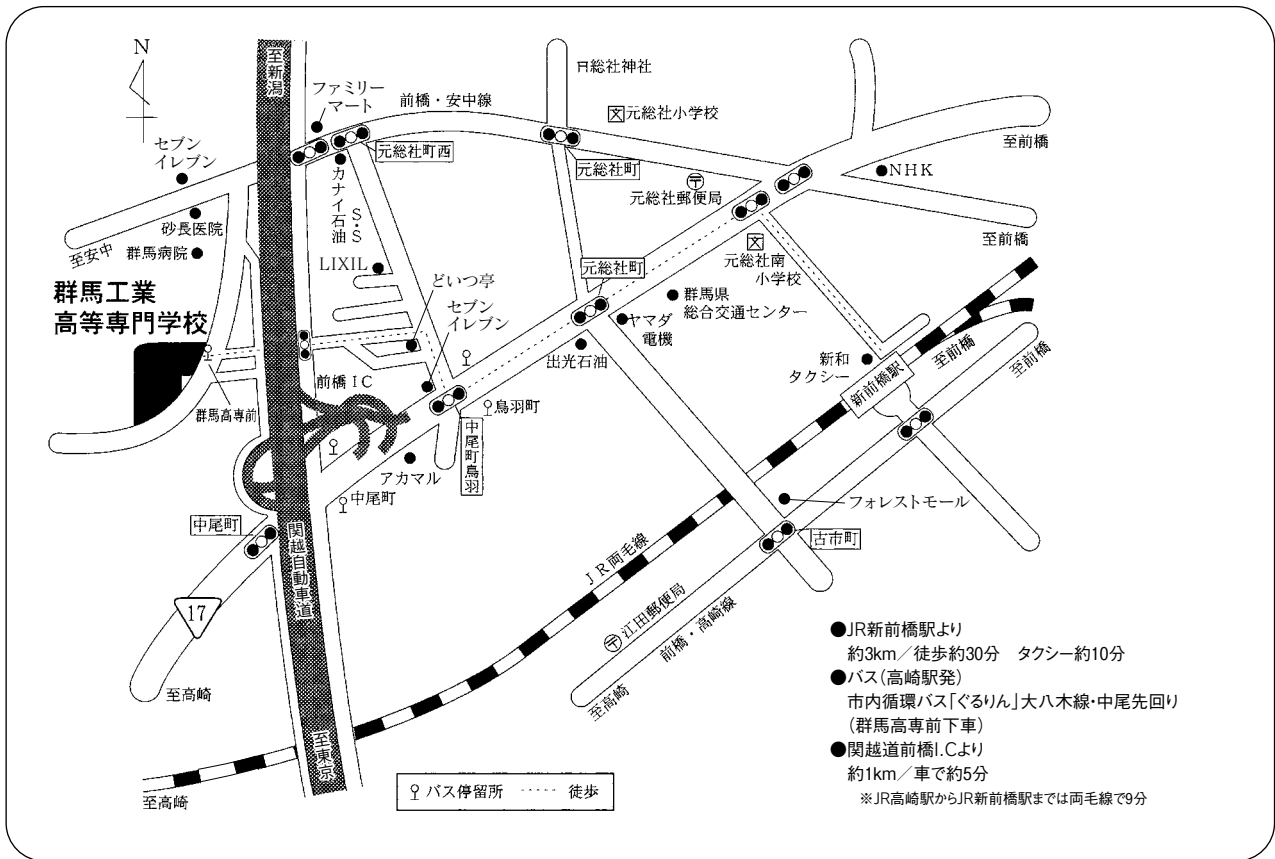 N
至新潟
ファミリー
マート
前橋・安中線
総社神社
文元総社小学校
至前橋
セブン
イレブン
元総社町西
元総社町
NHK
カナイ石油
S・S
〒
元総社郵便局
砂長医院
至安中
群馬病院
至前橋
文
元総社南
小学校
LIXIL
どいつ亭
元総社町
群馬工業
高等専門学校
セブン
イレブン
群馬県
総合交通センター
ヤマダ
電機
出光石油
新和
タクシー
新前橋駅
至前橋
至前橋
前橋IC
群馬高専前
鳥羽町
中尾町鳥羽
アカマル
中尾町
フォレストモール
中尾町
関越自動車道
古市町
JR両毛線
17
〒江田郵便局
前橋・高崎線
至高崎
至高崎
至東京
至高崎
バス停留所 ‥‥‥ 徒歩
●JR新前橋駅より
約3km／徒歩約30分 タクシー約10分
●バス（高崎駅発）
市内循環バス「ぐるりん」大八木線・中尾先回り
（群馬高専前下車）
●関越道前橋I.Cより
約1km／車で約5分
※JR高崎駅からJR新前橋駅までは両毛線で9分